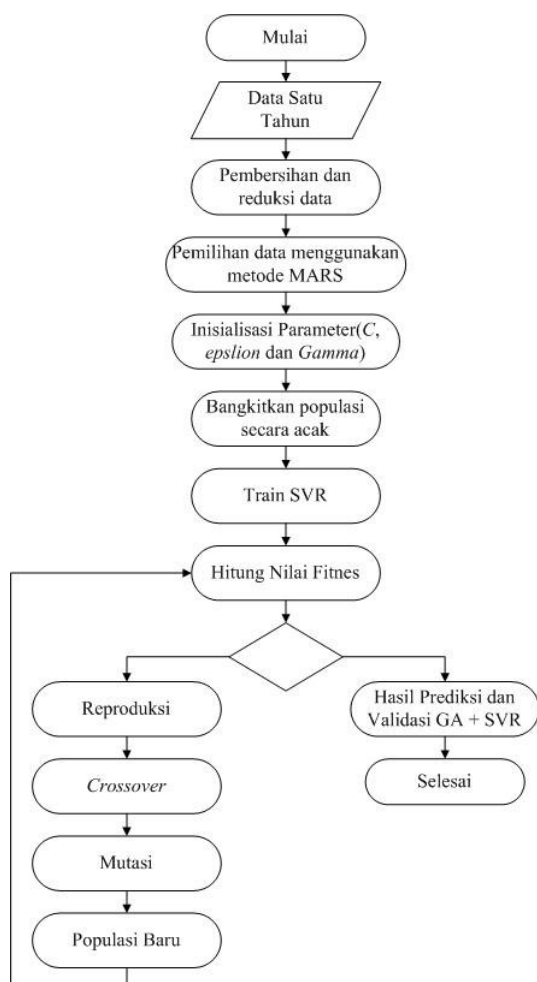 Mulai
Data Satu
Tahun
Pembersihan dan
reduksi data
Pemilihan data menggunakan
metode MARS
Inisialisasi Parameter(C,
epslion dan Gamma)
Bangkitkan populasi
secara acak
Train SVR
Hitung Nilai Fitnes
Reproduksi
Crossover
Mutasi
Populasi Baru
Hasil Prediksi dan
Validasi GA + SVR
Selesai